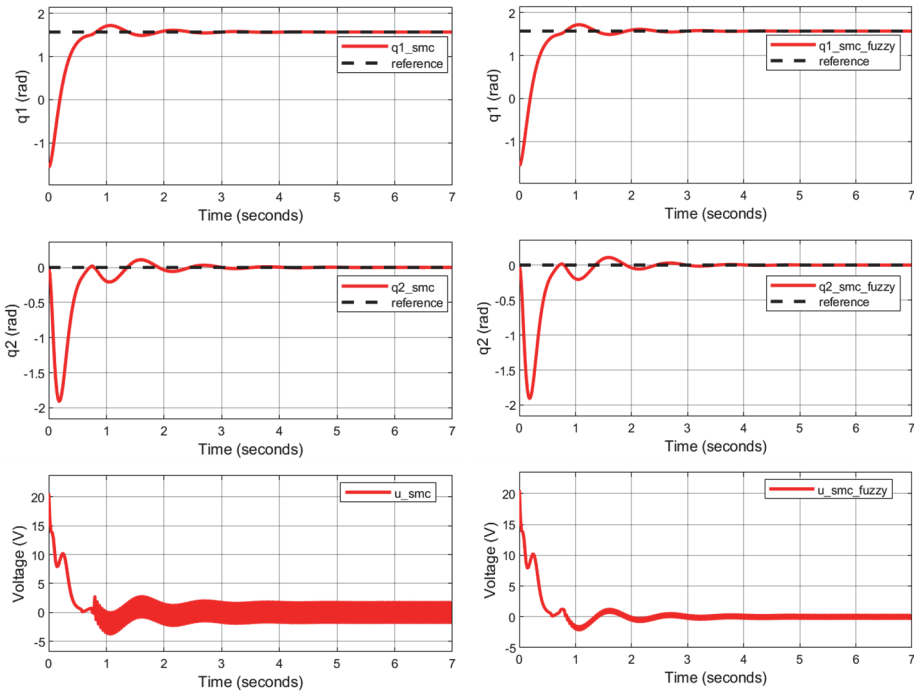 2
1
0
-1
q1 (rad)
q1_smc
reference
0 1 2 3 4 5 6 7
Time (seconds)
2
1
0
-1
q1 (rad)
q1_smc_fuzzy
reference
0 1 2 3 4 5 6 7
Time (seconds)
0
-0.5
-1
-1.5
-2
q2 (rad)
q2_smc
reference
0 1 2 3 4 5 6 7
Time (seconds)
0
-0.5
-1
-1.5
-2
q2 (rad)
q2_smc_fuzzy
reference
0 1 2 3 4 5 6 7
Time (seconds)
20
15
10
5
0
-5
Voltage (V)
u_smc
0 1 2 3 4 5 6 7
Time (seconds)
20
15
10
5
0
-5
Voltage (V)
u_smc_fuzzy
0 1 2 3 4 5 6 7
Time (seconds)